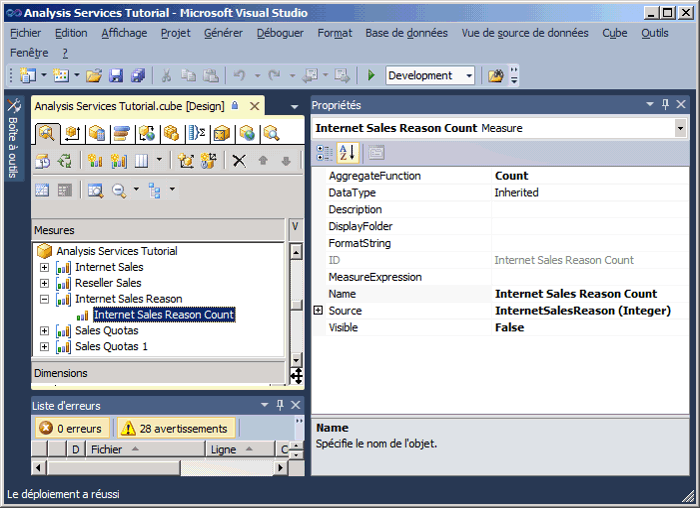 Analysis Services Tutorial - Microsoft Visual Studio
Fichier Edition Affichage Projet Générer Déboguer Format Base de données Vue de source de données Cube Outils
Fenêtre ?
Development
Boîte à outils
Analysis Services Tutorial.cube [Design]
Mesures
V
Analysis Services Tutorial
Internet Sales
Reseller Sales
Internet Sales Reason
Internet Sales Reason Count
Sales Quotas
Sales Quotas 1
Dimensions
Liste d'erreurs
0 erreurs
28 avertissements
D Fichier Ligne C
Propriétés
Internet Sales Reason Count Measure
AggregateFunction Count
DataType Inherited
Description
DisplayFolder
FormatString
ID Internet Sales Reason Count
MeasureExpression
Name Internet Sales Reason Count
Source InternetSalesReason (Integer)
Visible False
Name
Spécifie le nom de l'objet.
Le déploiement a réussi